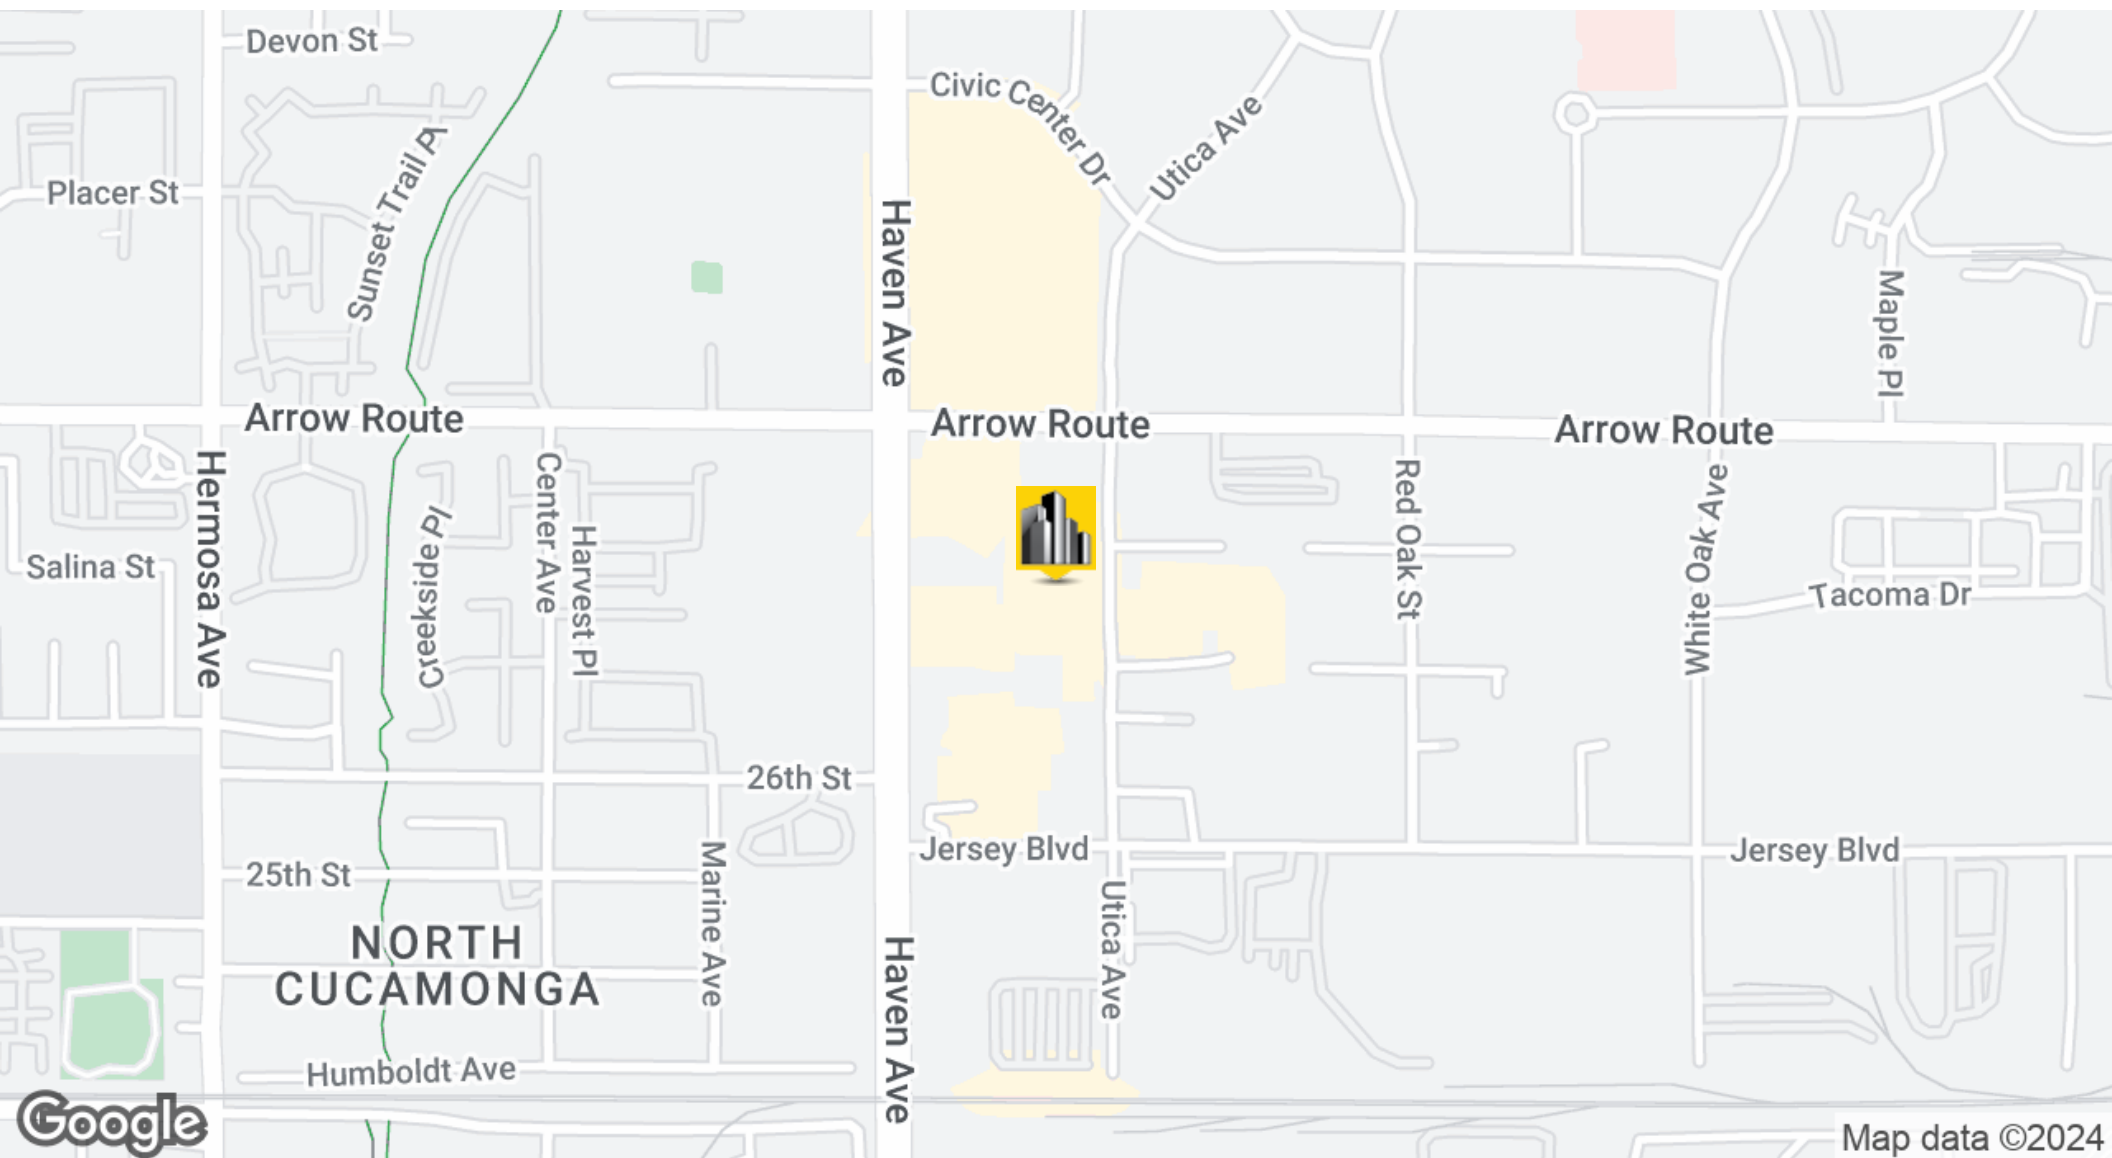 Devon St
Civic Center Dr
Utica Ave
Placer St
Sunset Trail Pl
Haven Ave
Maple Pl
Arrow Route
Arrow Route
Arrow Route
Hermosa Ave
Center Ave
Red Oak St
White Oak Ave
Creekside Pl
Harvest Pl
Salina St
Tacoma Dr
26th St
Jersey Blvd
Jersey Blvd
25th St
Marine Ave
Utica Ave
NORTH
CUCAMONGA
Haven Ave
Humboldt Ave
Google
Map data ©2024